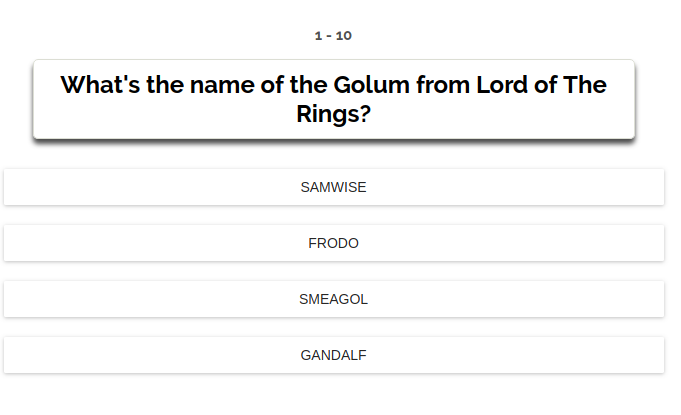 1 - 10
What's the name of the Golum from Lord of The
Rings?
SAMWISE
FRODO
SMEAGOL
GANDALF